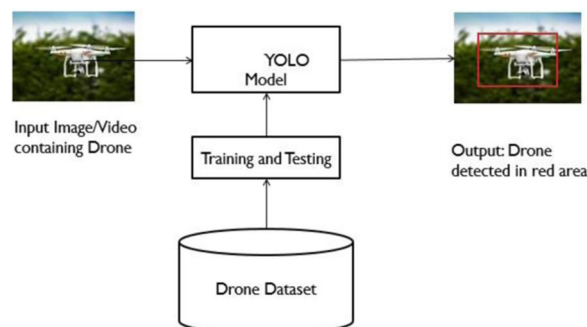 YOLO
Model
Input Image/Video
containing Drone
Training and Testing
Output: Drone
detected in red area
Drone Dataset